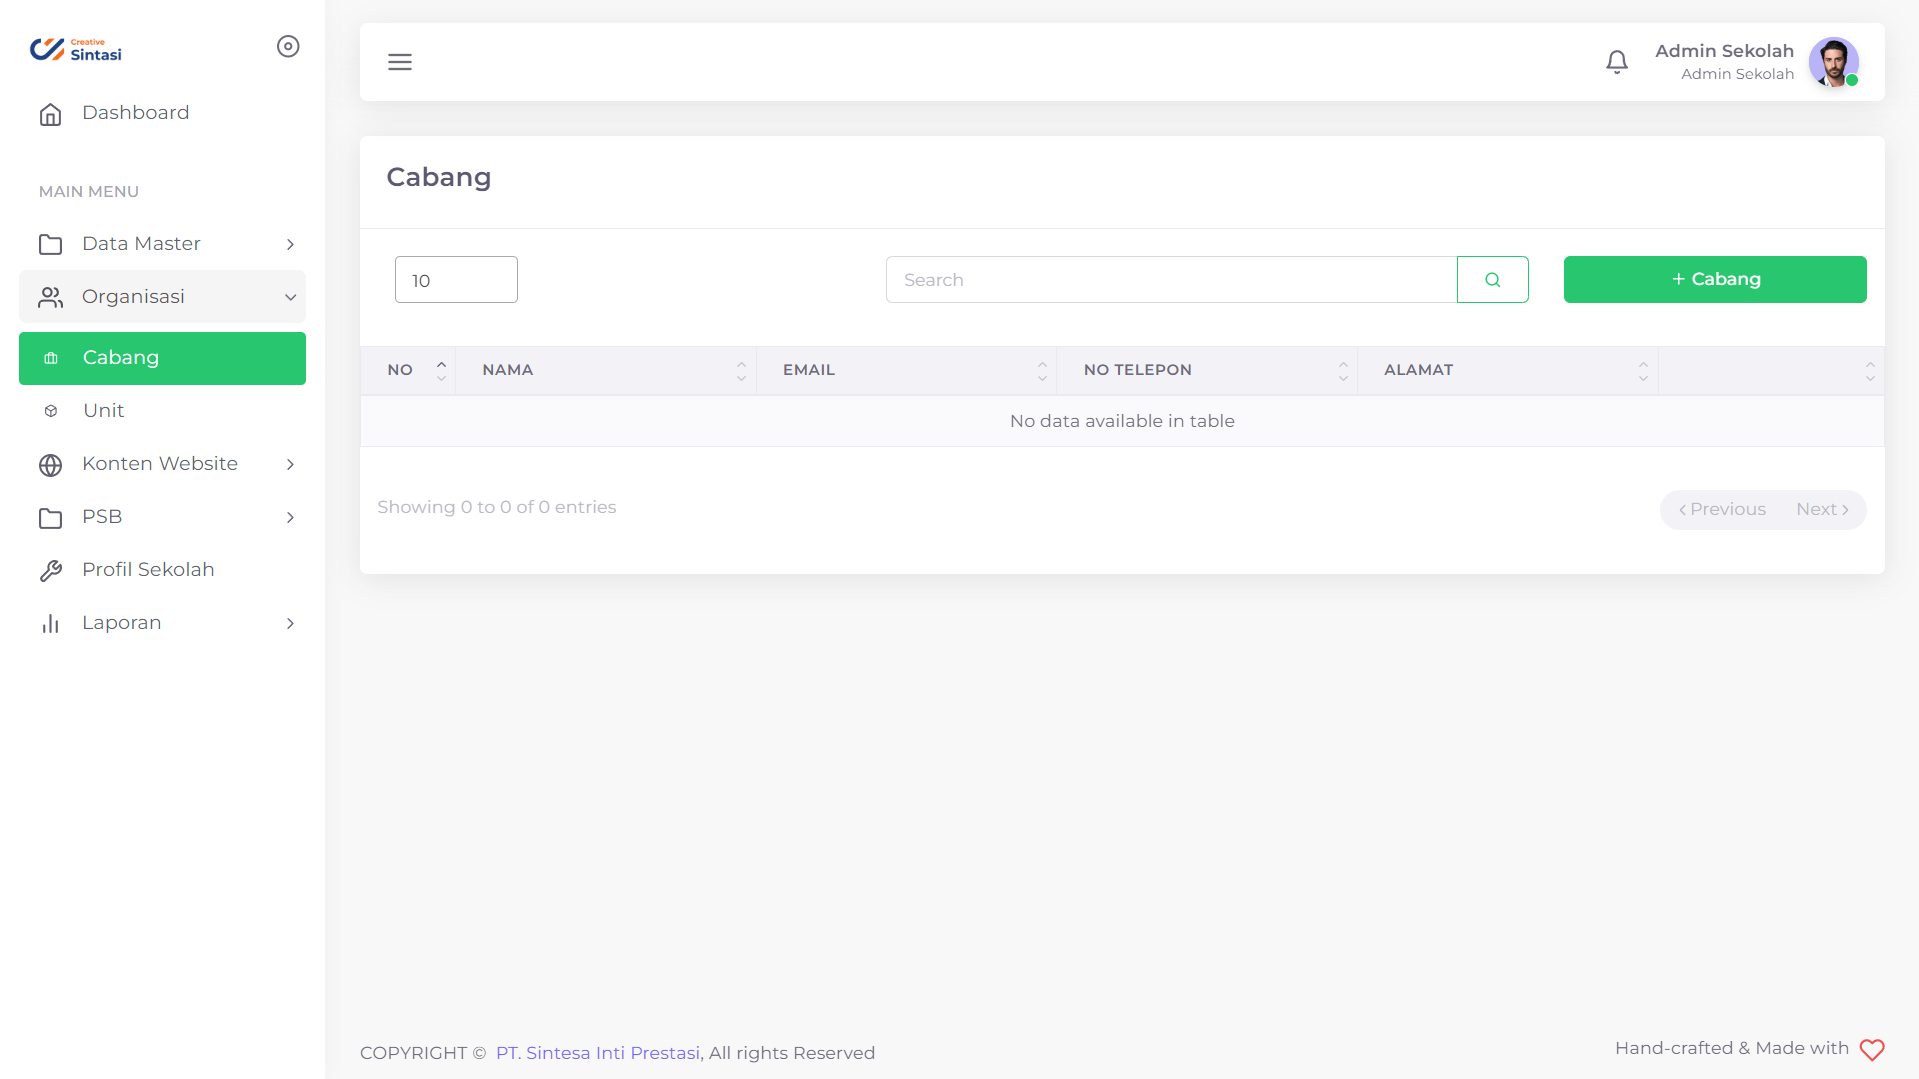 Creative
Sintasi
Dashboard
MAIN MENU
Data Master
Organisasi
Cabang
Unit
Konten Website
PSB
Profil Sekolah
Laporan
Admin Sekolah
Admin Sekolah
Cabang
10
Search
+ Cabang
NO NAMA EMAIL NO TELEPON ALAMAT
No data available in table
Showing 0 to 0 of 0 entries
Previous Next
COPYRIGHT © PT. Sintesa Inti Prestasi, All rights Reserved
Hand-crafted & Made with